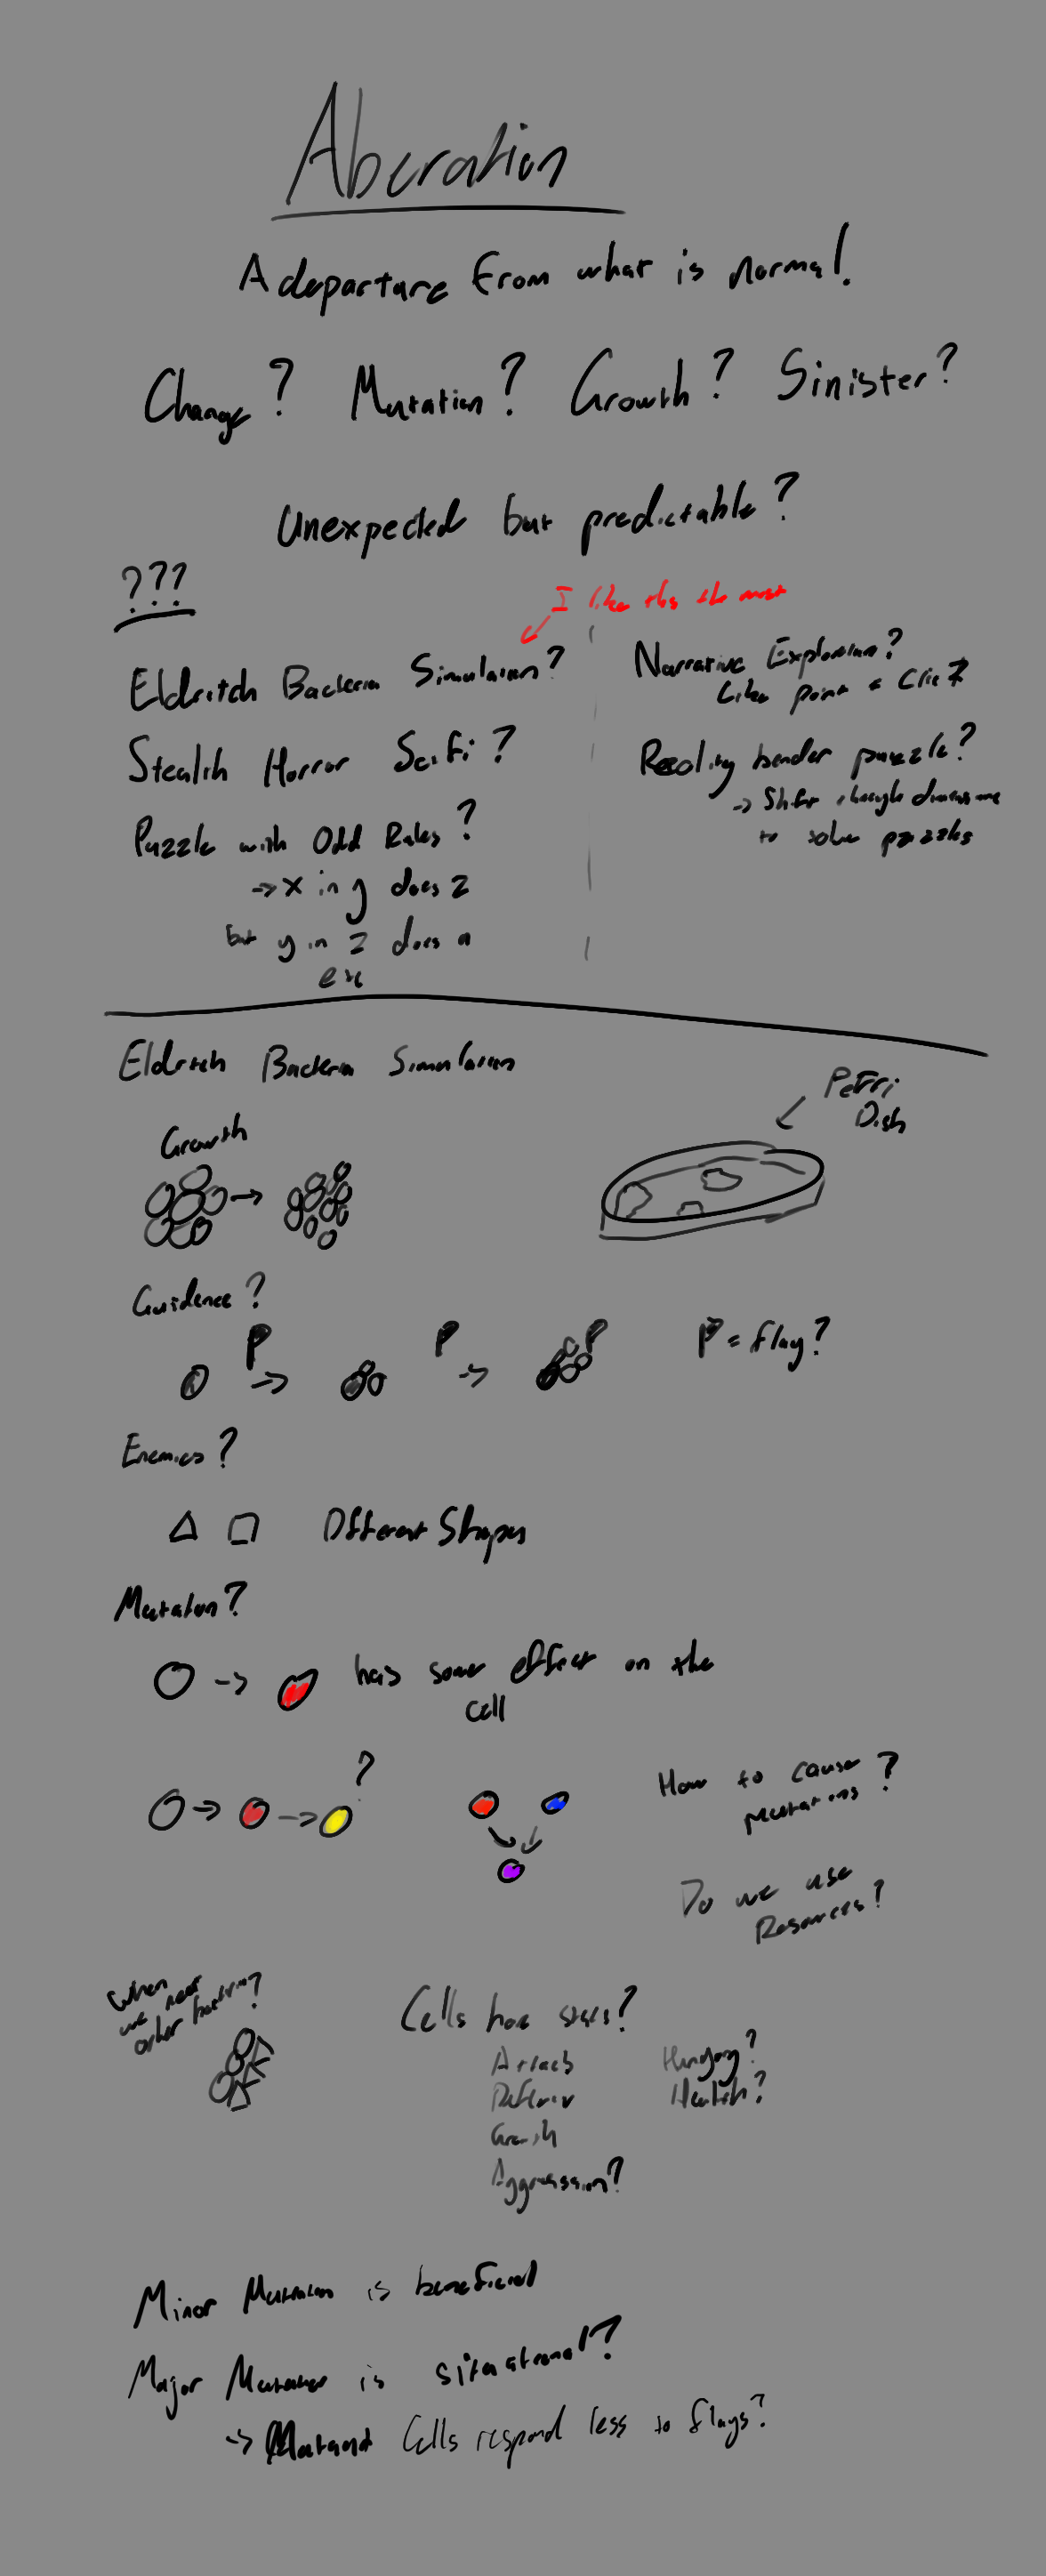 Aberation
A departure from what is normal.
Change? Mutation? Growth? Sinister?
Unexpected but predictable?
???
I like this the most
Eldritch Bacteria Simulation?
Stealth Horror Scifi?
Puzzle with Odd Rules?
-> x in y does z
but y in z does a
etc
Narrative Exploration?
Like point & click
Reality bender puzzle?
-> Shift through dimensions
to solve puzzles
Eldritch Bacteria Simulation
Petri
Dish
Growth
Guidence?
P = flag?
Enemies?
Different Shapes
Mutation?
has some effect on the
cell
?
How to cause
mutations?
Do we use
Resources?
When
we near
other bacteria?
Cells have stats?
Attack
Defense
Growth
Aggression?
Hungry?
Health?
Minor Mutation is beneficial
Major Mutation is situational?
-> Mutant Cells respond less to flags?